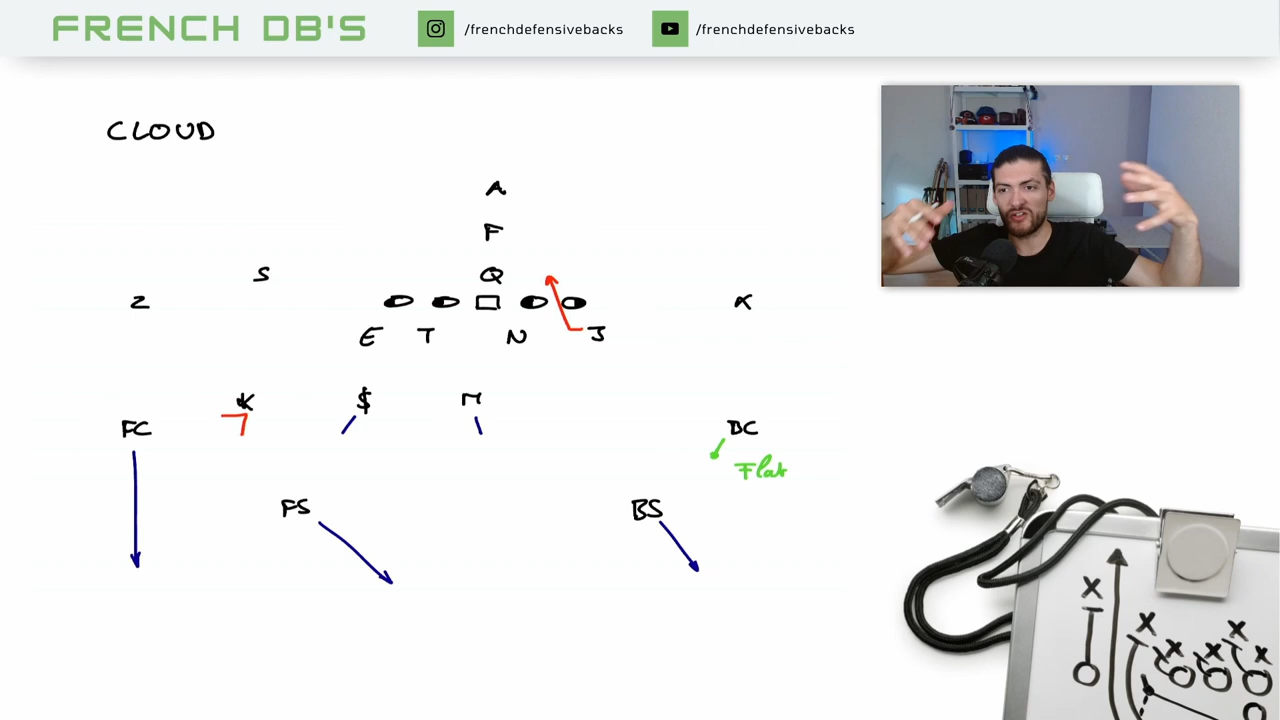 FRENCH DB'S
/frenchdefensivebacks
/frenchdefensivebacks
CLOUD
A
F
S Q
Z X
E T N J
K $ M
FC BC
Flat
FS BS
X
X X X X X